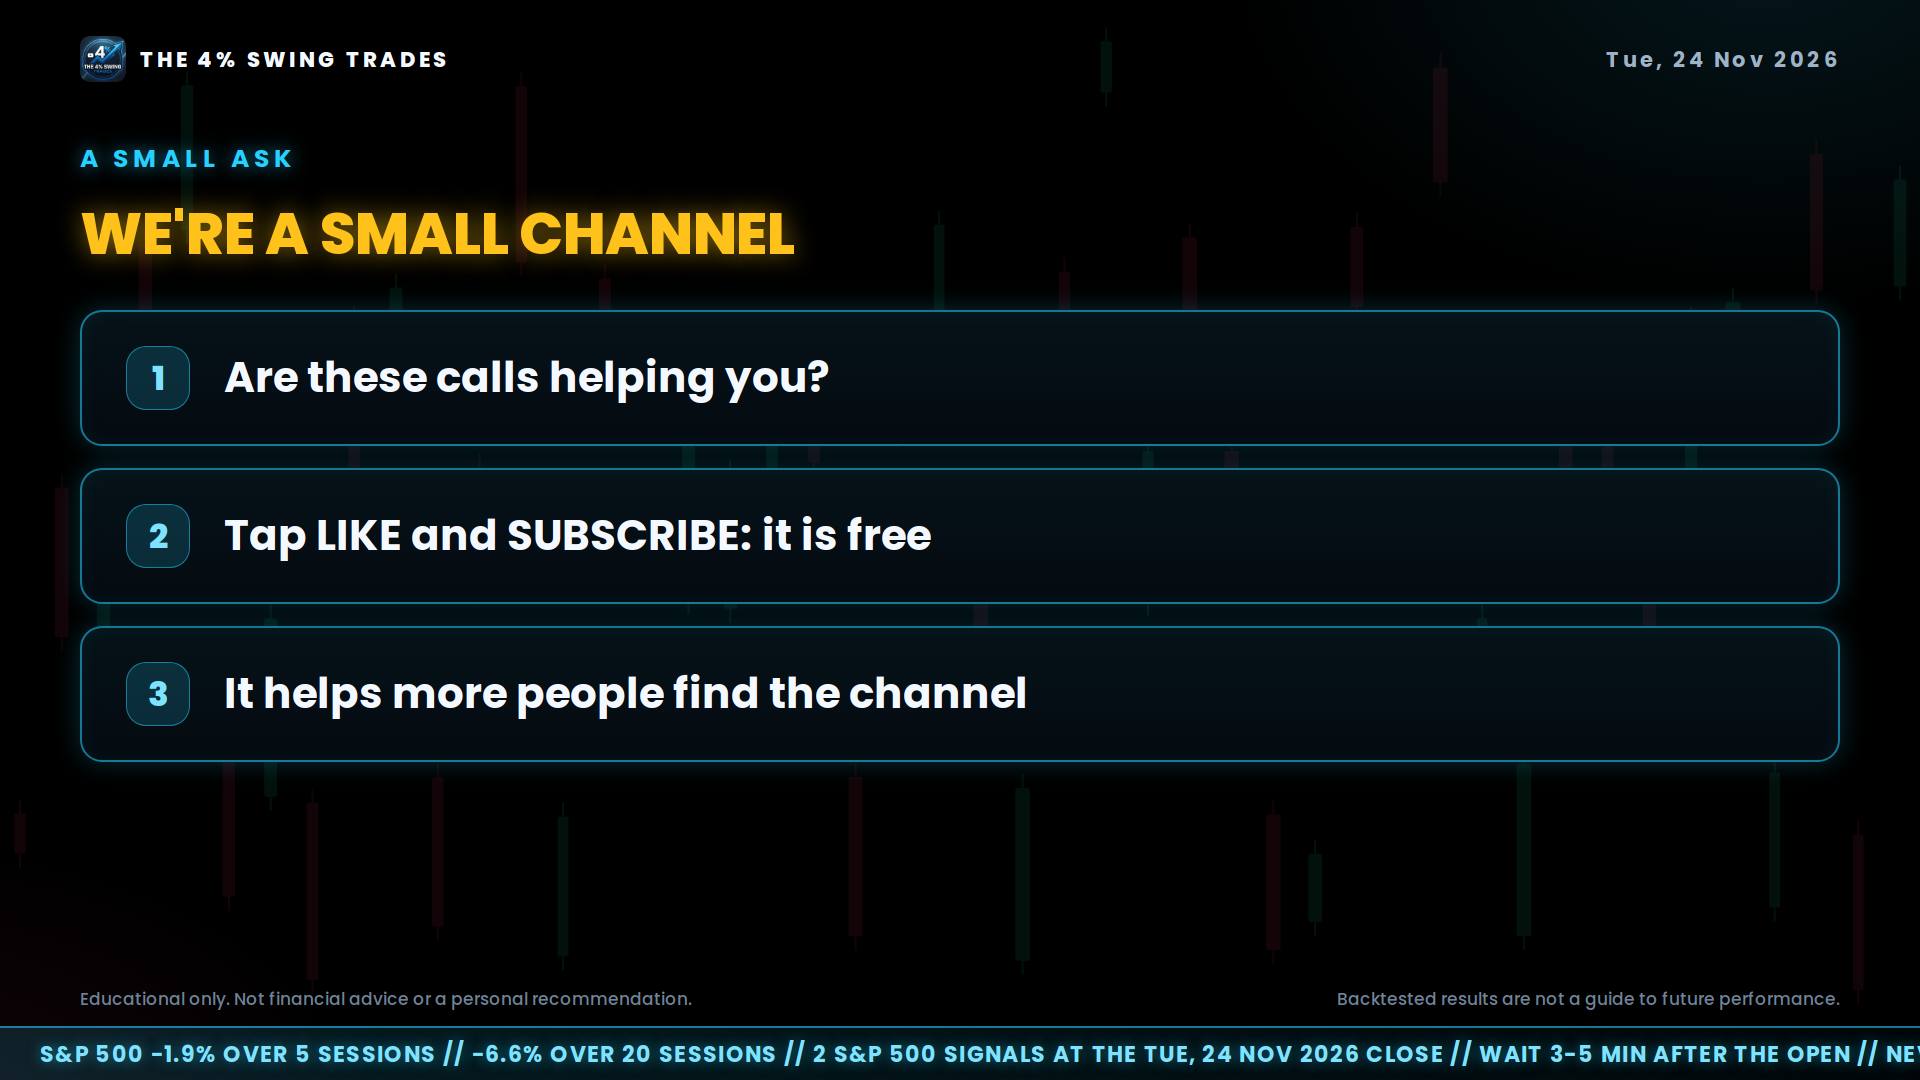 THE 4% SWING TRADES
Tue, 24 Nov 2026
A SMALL ASK
WE'RE A SMALL CHANNEL
1 Are these calls helping you?
2 Tap LIKE and SUBSCRIBE: it is free
3 It helps more people find the channel
Educational only. Not financial advice or a personal recommendation.
Backtested results are not a guide to future performance.
S&P 500 -1.9% OVER 5 SESSIONS // -6.6% OVER 20 SESSIONS // 2 S&P 500 SIGNALS AT THE TUE, 24 NOV 2026 CLOSE // WAIT 3-5 MIN AFTER THE OPEN //